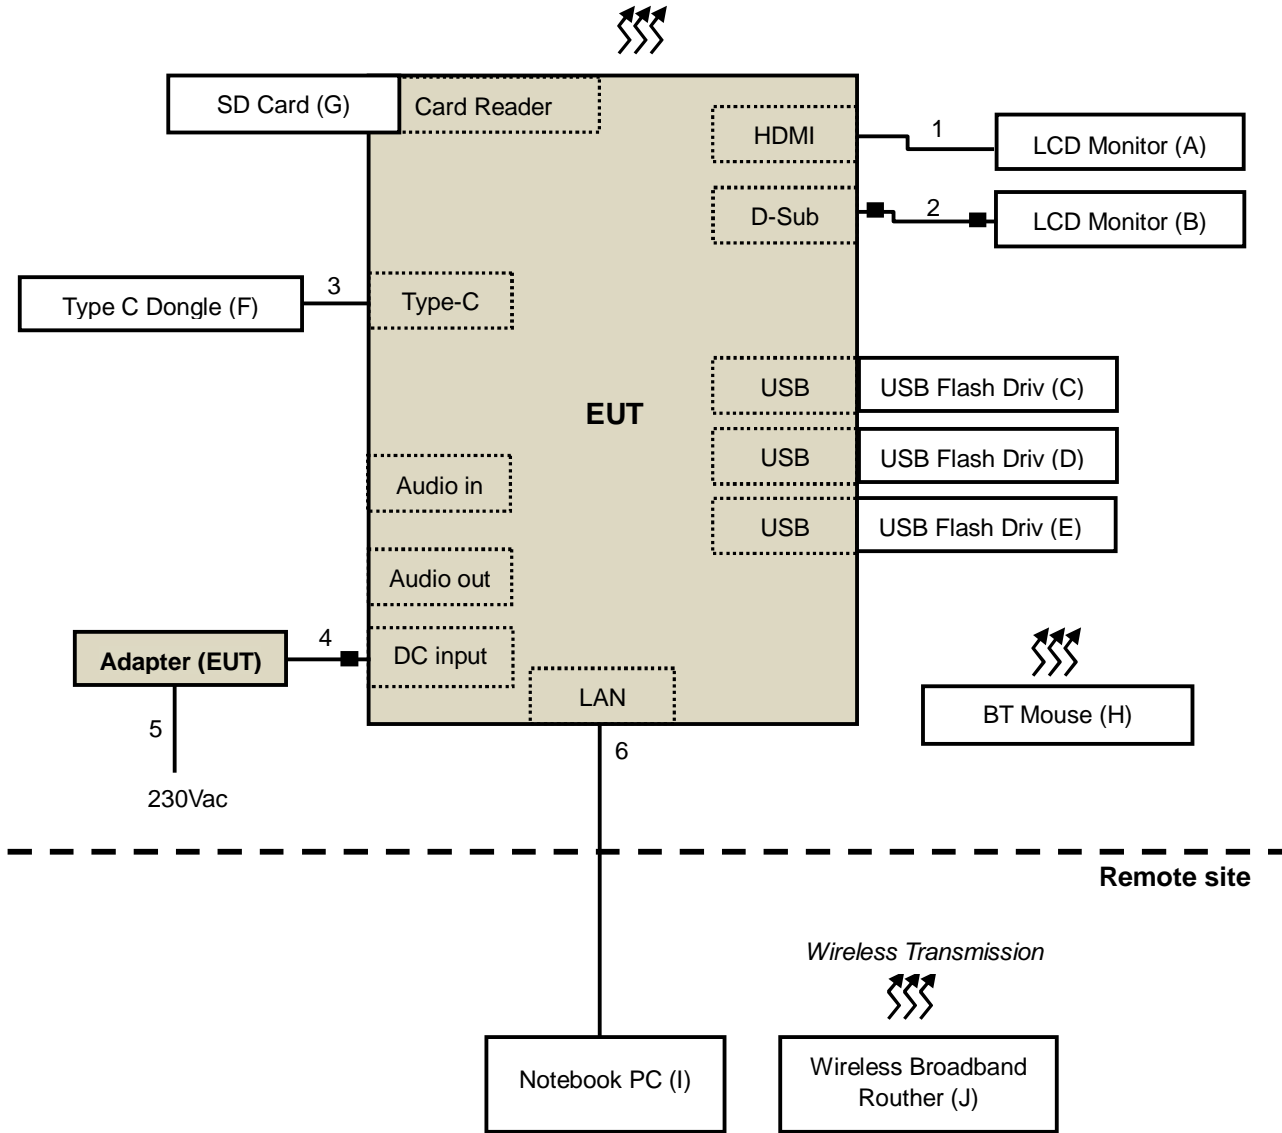 SD Card (G)
Card Reader
HDMI
1
LCD Monitor (A)
D-Sub
2
LCD Monitor (B)
Type C Dongle (F)
3
Type-C
EUT
USB
USB Flash Driv (C)
USB
USB Flash Driv (D)
USB
USB Flash Driv (E)
Audio in
Audio out
Adapter (EUT)
4
DC input
LAN
5
230Vac
6
BT Mouse (H)
Remote site
Wireless Transmission
Notebook PC (I)
Wireless Broadband
Routher (J)